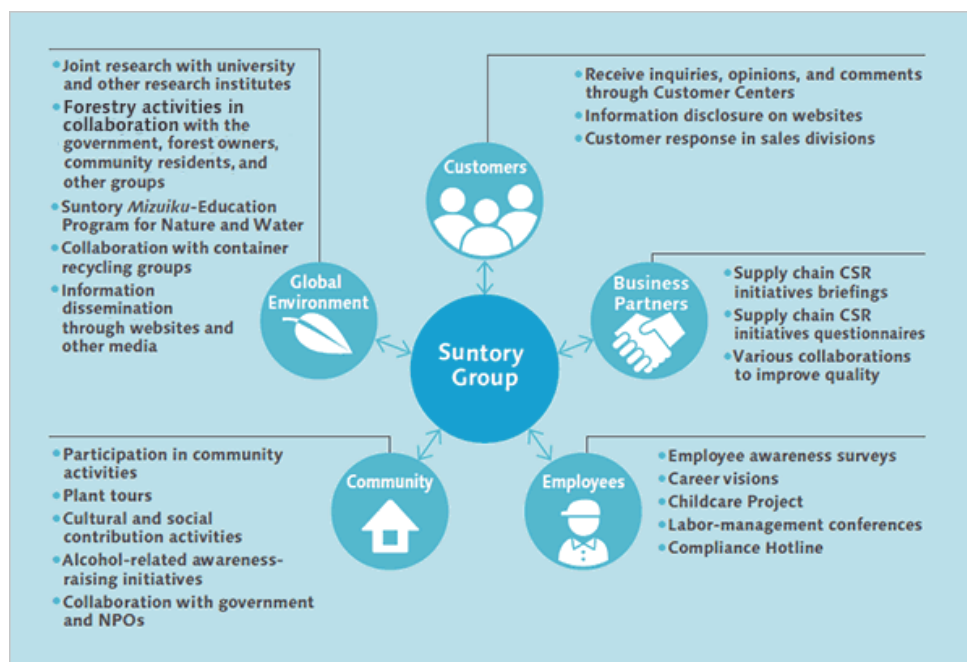 • Joint research with university
and other research institutes
• Forestry activities in
collaboration with the
government, forest owners,
community residents, and
other groups
• Suntory Mizuiku-Education
Program for Nature and Water
• Collaboration with container
recycling groups
• Information
dissemination
through websites and
other media
Global
Environment
Customers
• Receive inquiries, opinions, and comments
through Customer Centers
• Information disclosure on websites
• Customer response in sales divisions
Business
Partners
• Supply chain CSR
initiatives briefings
• Supply chain CSR
initiatives questionnaires
• Various collaborations
to improve quality
Suntory
Group
• Participation in community
activities
• Plant tours
• Cultural and social
contribution activities
• Alcohol-related awareness-
raising initiatives
• Collaboration with government
and NPOs
Community
Employees
• Employee awareness surveys
• Career visions
• Childcare Project
• Labor-management conferences
• Compliance Hotline